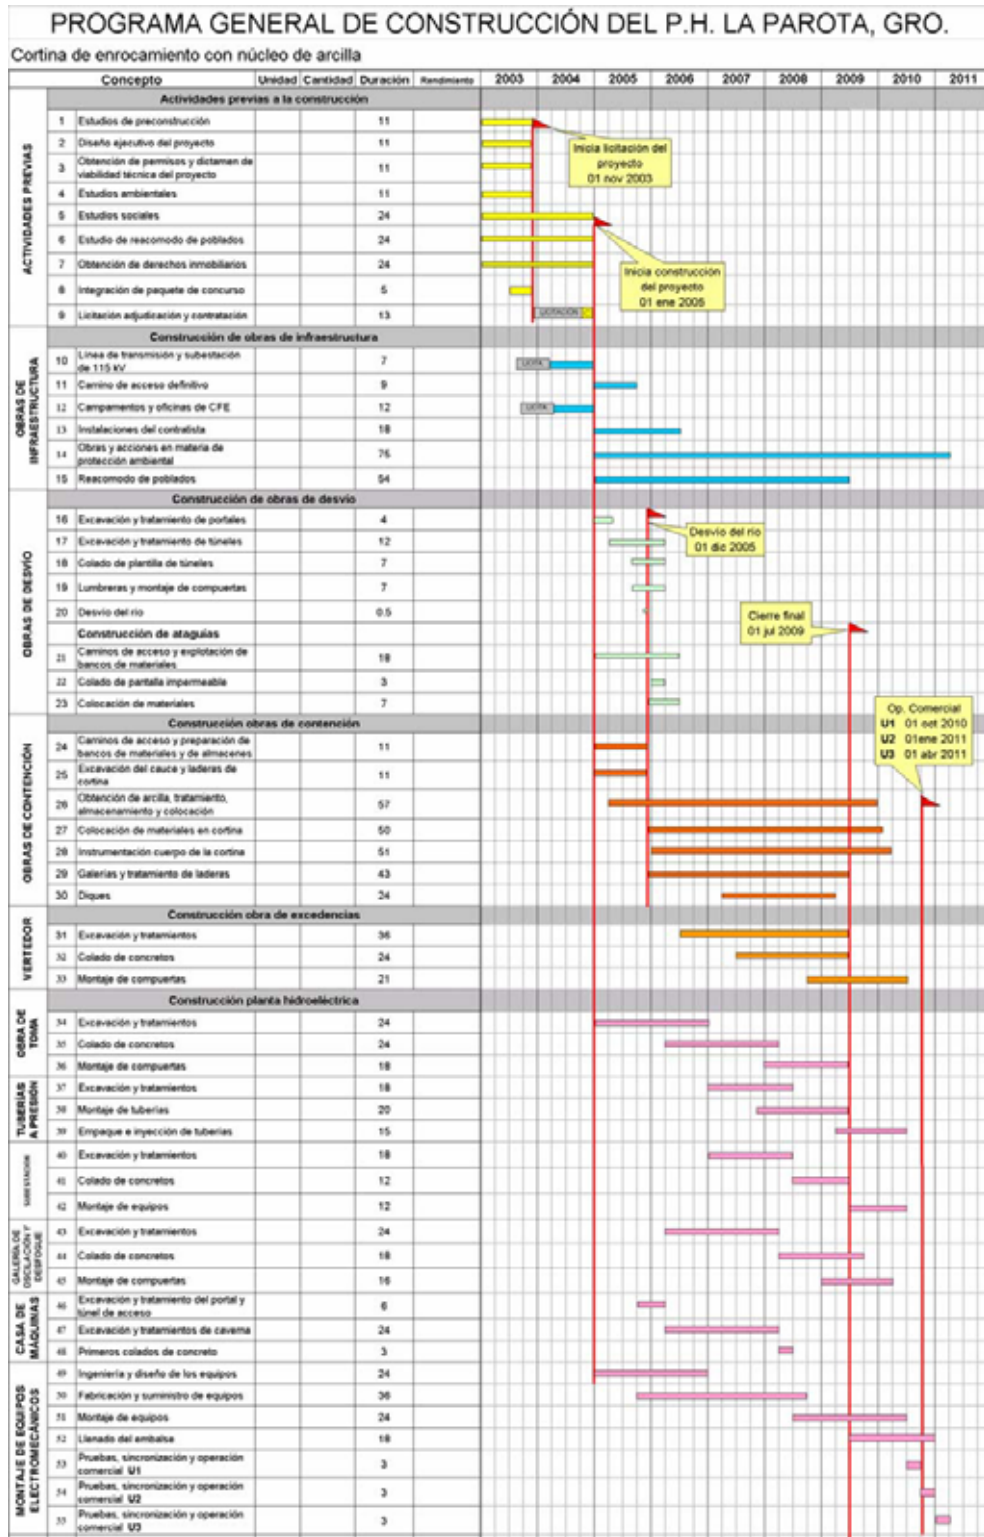 PROGRAMA GENERAL DE CONSTRUCCIÓN DEL P.H. LA PAROTA, GRO.
Cortina de enrocamiento con núcleo de arcilla
Concepto Unidad Cantidad Duración Rendimiento 2003 2004 2005 2006 2007 2008 2009 2010 2011
Actividades previas a la construcción
ACTIVIDADES PREVIAS
1 Estudios de preconstrucción 11
2 Diseño ejecutivo del proyecto 11
3 Obtención de permisos y dictamen de
viabilidad técnica del proyecto 11
4 Estudios ambientales 11
5 Estudios sociales 24
6 Estudio de reacomodo de poblados 24
7 Obtención de derechos inmobiliarios 24
8 Integración de paquete de concurso 5
9 Licitación adjudicación y contratación 13
LICITACIÓN
Inicia licitación del
proyecto
01 nov 2003
Inicia construcción
del proyecto
01 ene 2005
Construcción de obras de infraestructura
OBRAS DE
INFRAESTRUCTURA
10 Línea de transmisión y subestación
de 115 kV 7
LICITA.
11 Camino de acceso definitivo 9
12 Campamentos y oficinas de CFE 12
LICITA.
13 Instalaciones del contratista 18
14 Obras y acciones en materia de
protección ambiental 75
15 Reacomodo de poblados 54
Construcción de obras de desvío
OBRAS DE DESVÍO
16 Excavación y tratamiento de portales 4
17 Excavación y tratamiento de túneles 12
18 Colado de plantilla de túneles 7
19 Lumbreras y montaje de compuertas 7
20 Desvío del río 0.5
Desvío del río
01 dic 2005
Construcción de ataguías
21 Caminos de acceso y explotación de
bancos de materiales 18
22 Colado de pantalla impermeable 3
23 Colocación de materiales 7
Cierre final
01 jul 2009
Op. Comercial
U1 01 oct 2010
U2 01ene 2011
U3 01 abr 2011
Construcción obras de contención
OBRAS DE CONTENCIÓN
24 Caminos de acceso y preparación de
bancos de materiales y de almacenes 11
25 Excavación del cauce y laderas de
cortina 11
26 Obtención de arcilla, tratamiento,
almacenamiento y colocación 57
27 Colocación de materiales en cortina 50
28 Instrumentación cuerpo de la cortina 51
29 Galerías y tratamiento de laderas 43
30 Diques 24
Construcción obra de excedencias
VERTEDOR
31 Excavación y tratamientos 36
32 Colado de concretos 24
33 Montaje de compuertas 21
Construcción planta hidroeléctrica
OBRA DE
TOMA
34 Excavación y tratamientos 24
35 Colado de concretos 24
36 Montaje de compuertas 18
TUBERÍAS
A PRESIÓN
37 Excavación y tratamientos 18
38 Montaje de tuberías 20
39 Empaque e inyección de tuberías 15
SUBESTACIÓN
40 Excavación y tratamientos 18
41 Colado de concretos 12
42 Montaje de equipos 12
GALERÍA DE
OSCILACIÓN Y
DESFOGUE
43 Excavación y tratamientos 24
44 Colado de concretos 18
45 Montaje de compuertas 16
CASA DE
MÁQUINAS
46 Excavación y tratamiento del portal y
túnel de acceso 6
47 Excavación y tratamientos de caverna 24
48 Primeros colados de concreto 3
MONTAJE DE EQUIPOS
ELECTROMECÁNICOS
49 Ingeniería y diseño de los equipos 24
50 Fabricación y suministro de equipos 36
51 Montaje de equipos 24
52 Llenado del embalse 18
53 Pruebas, sincronización y operación
comercial U1 3
54 Pruebas, sincronización y operación
comercial U2 3
55 Pruebas, sincronización y operación
comercial U3 3